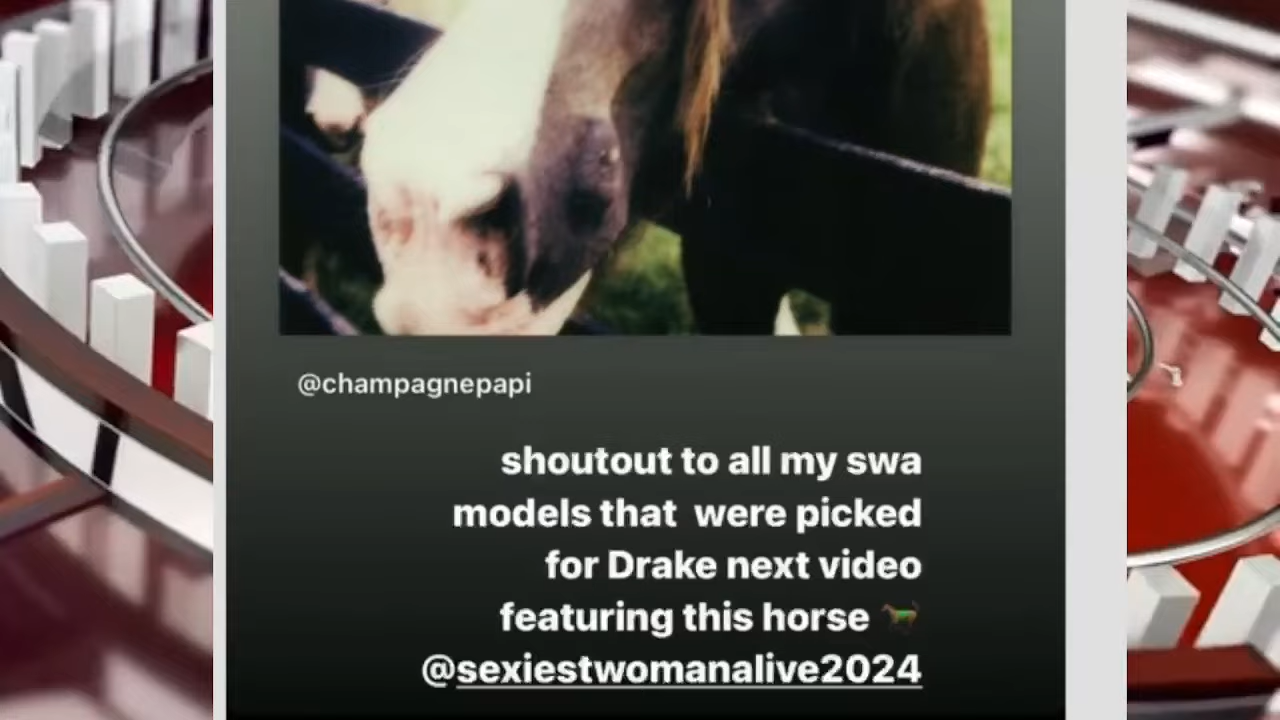 @champagnepapi
shoutout to all my swa
models that  were picked
for Drake next video
featuring this horse 🐎
@sexiestwomanalive2024